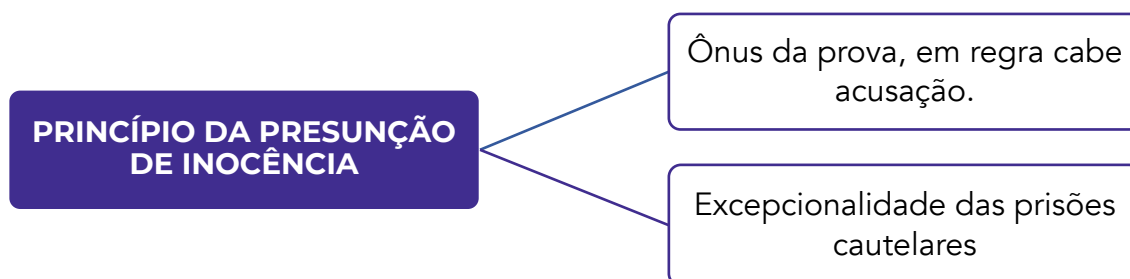 PRINCÍPIO DA PRESUNÇÃO
DE INOCÊNCIA
Ônus da prova, em regra cabe
acusação.
Excepcionalidade das prisões
cautelares